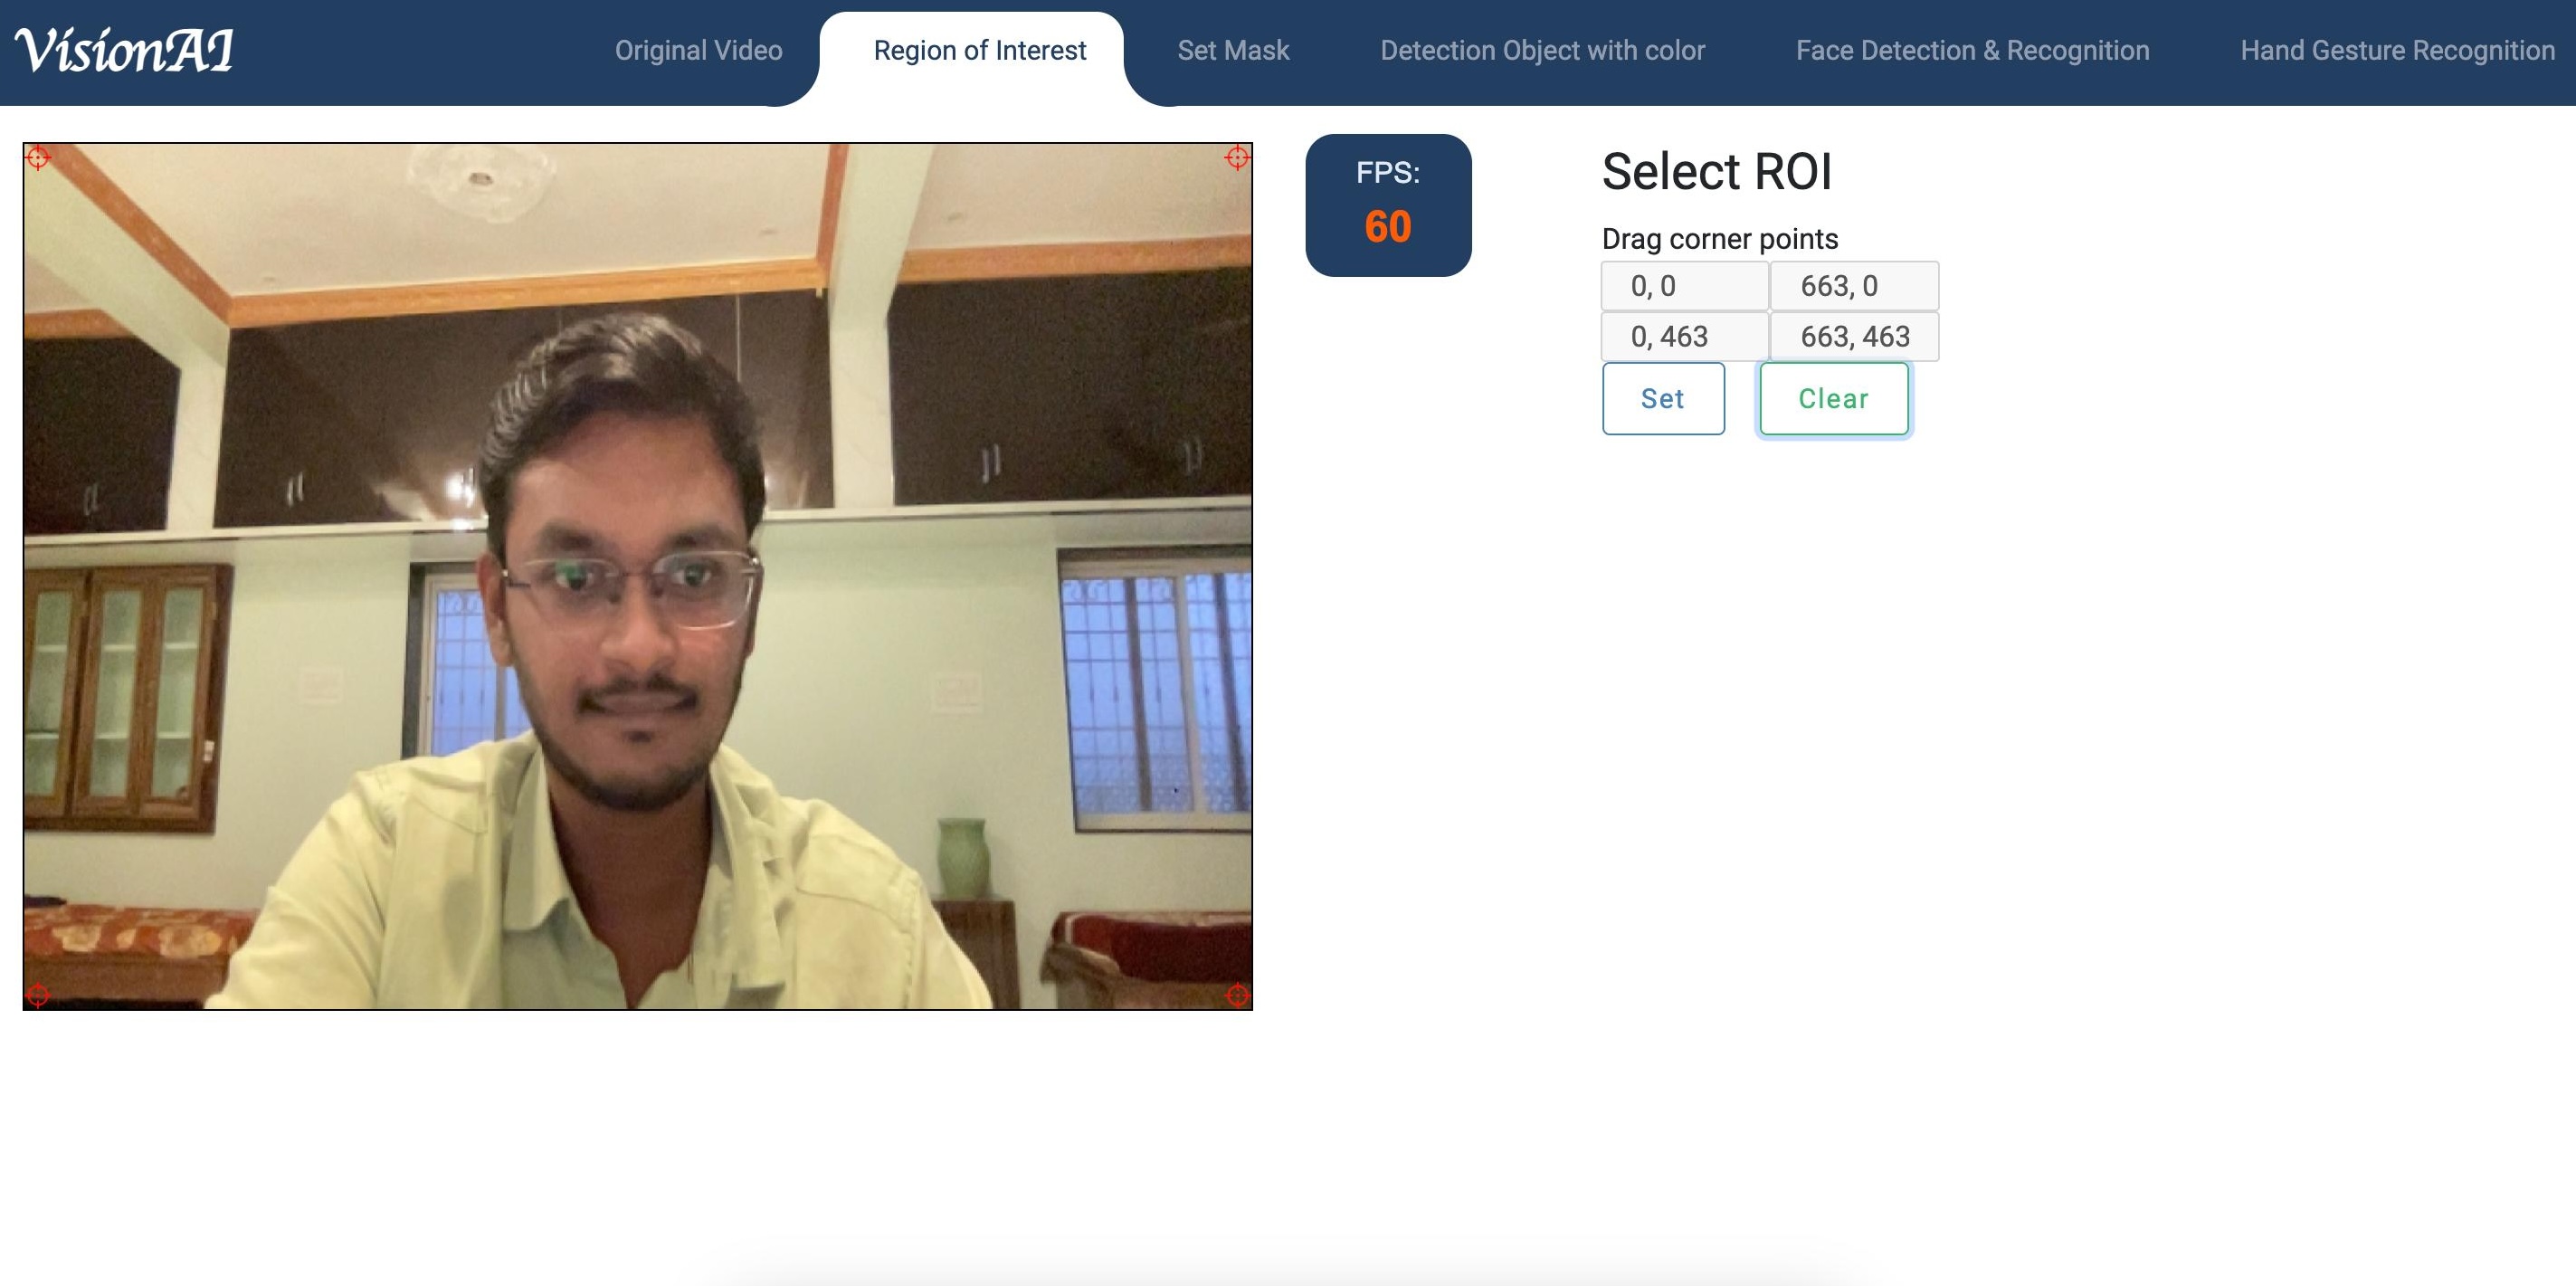 VisionAI
Original Video
Region of Interest
Set Mask
Detection Object with color
Face Detection & Recognition
Hand Gesture Recognition
FPS:
60
Select ROI
Drag corner points
0, 0 663, 0
0, 463 663, 463
Set Clear